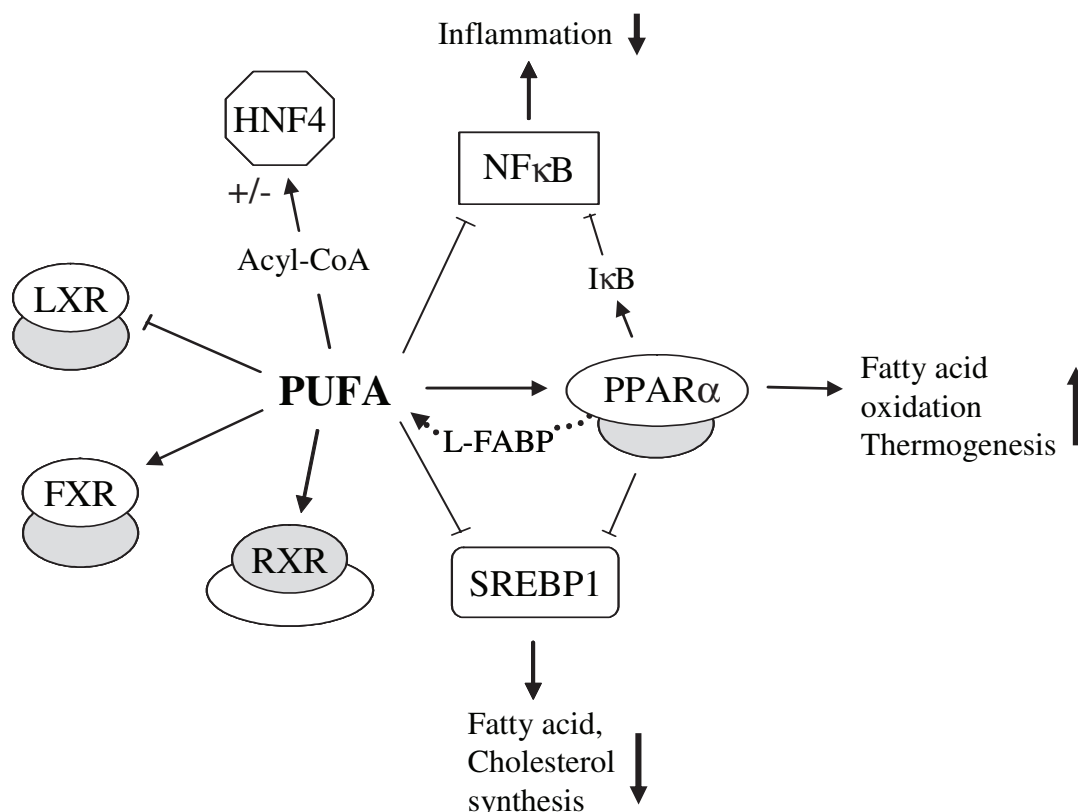 Inflammation
HNF4
NFκB
+/-
Acyl-CoA
IκB
LXR
PUFA
PPARα
Fatty acid
oxidation
Thermogenesis
L-FABP
FXR
RXR
SREBP1
Fatty acid,
Cholesterol
synthesis